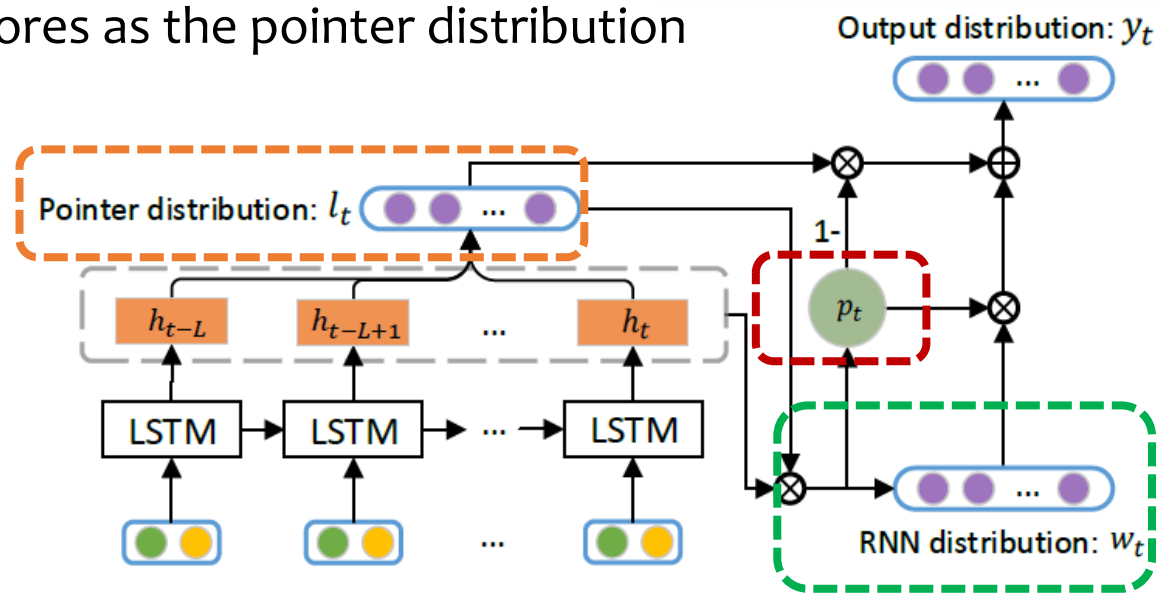 as the pointer distribution
Output distribution: yₜ
...
Pointer distribution: lₜ
...
1-
hₜ₋L
hₜ₋L₊₁
...
hₜ
pₜ
LSTM
LSTM
...
LSTM
...
RNN distribution: wₜ
...